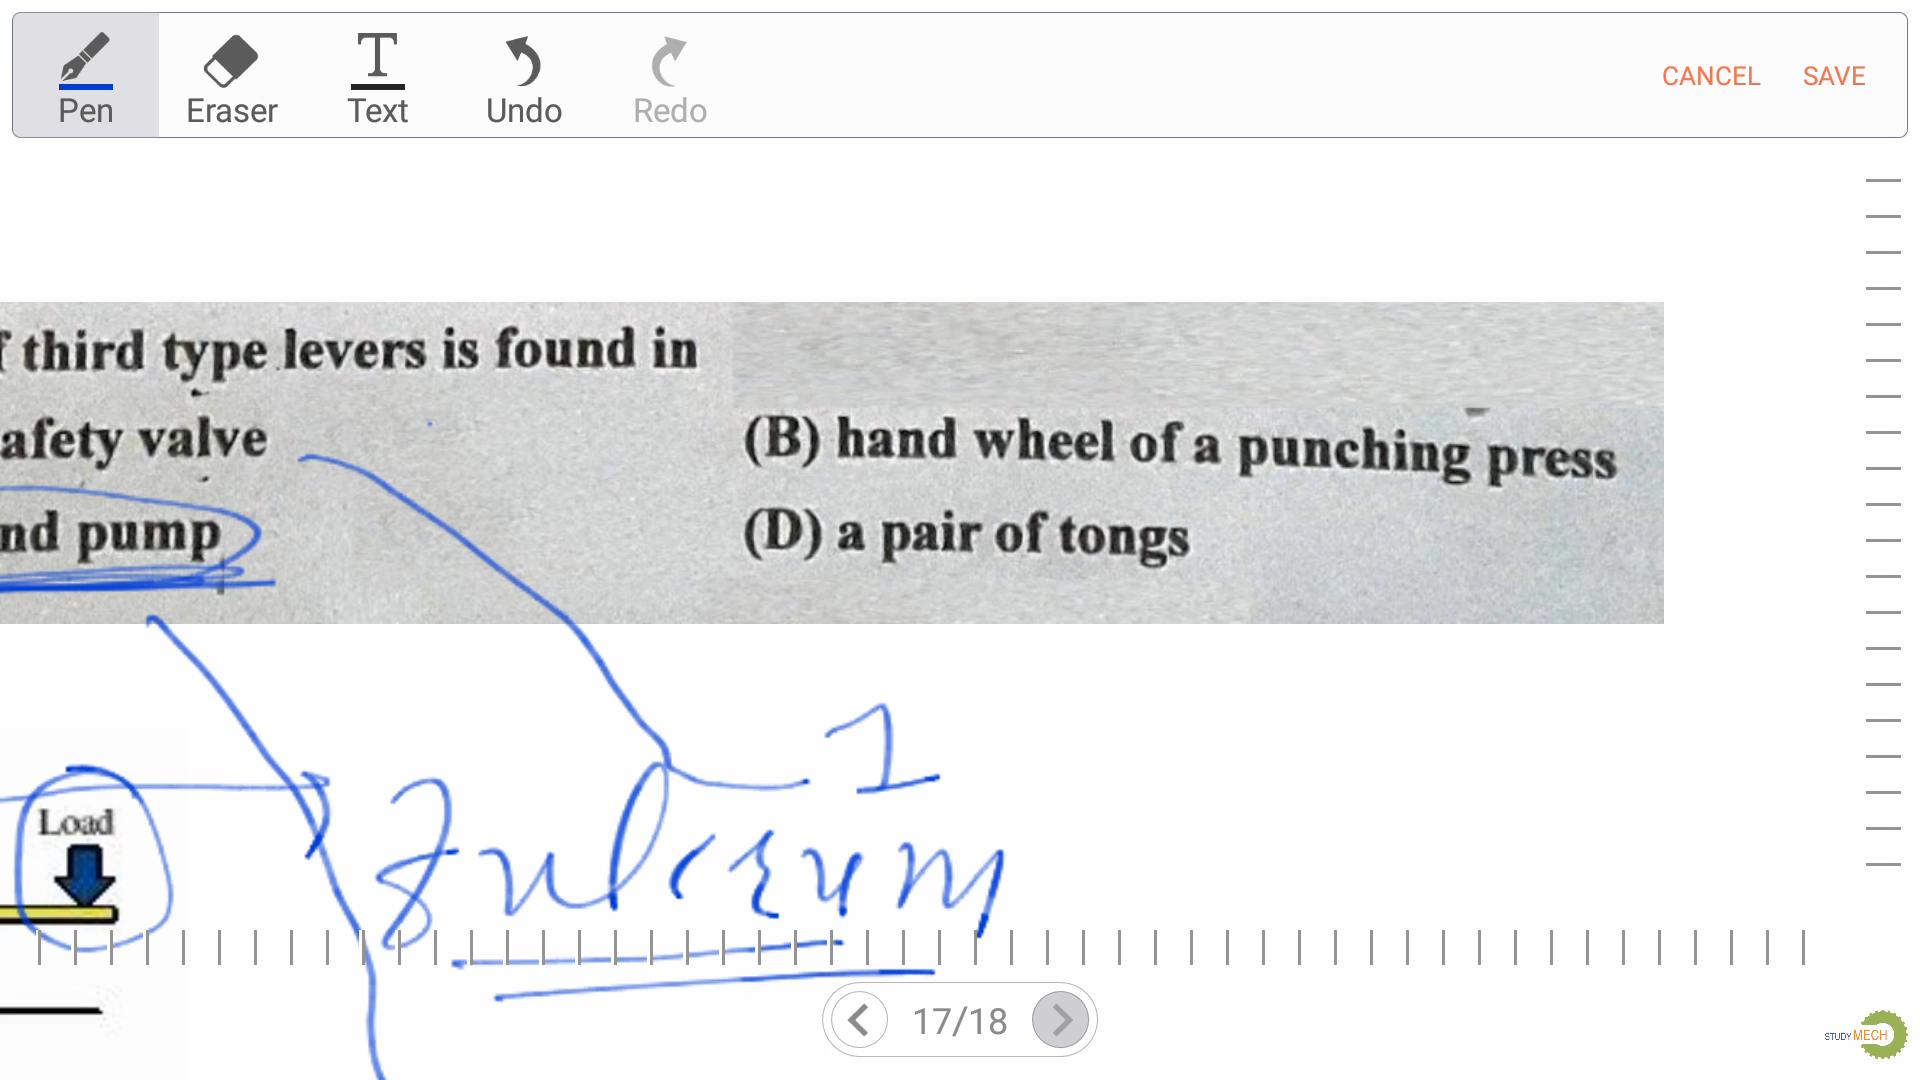 Pen Eraser Text Undo Redo CANCEL SAVE
third type levers is found in
afety valve (B) hand wheel of a punching press
nd pump (D) a pair of tongs
1
Load
Fulcrum
17/18
STUDY MECH